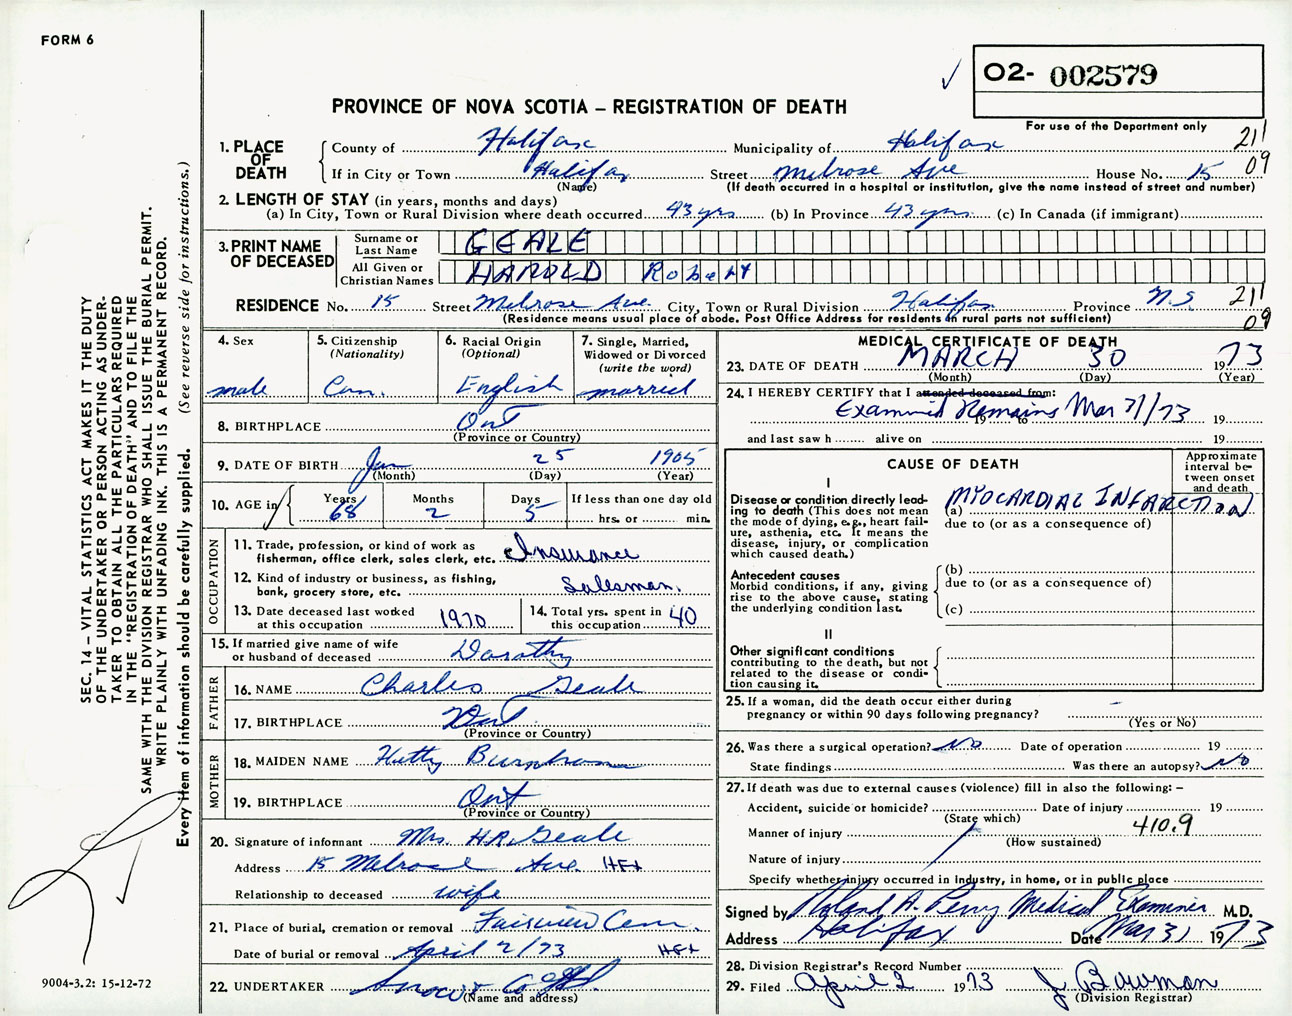 FORM 6
02- 002579
PROVINCE OF NOVA SCOTIA – REGISTRATION OF DEATH
For use of the Department only
211
09
1. PLACE OF DEATH
County of Halifax Municipality of Halifax
If in City or Town Halifax Street Melrose Ave House No. 15
(Name) (If death occurred in a hospital or institution, give the name instead of street and number)
2. LENGTH OF STAY (in years, months and days)
(a) In City, Town or Rural Division where death occurred 43 yrs (b) In Province 43 yrs. (c) In Canada (if immigrant)
3. PRINT NAME OF DECEASED
Surname or Last Name GEALE
All Given or Christian Names HAROLD Robert
RESIDENCE No. 15 Street Melrose Ave. City, Town or Rural Division Halifax Province N.S
211
09
(Residence means usual place of abode. Post Office Address for residents in rural parts not sufficient)
4. Sex
male
5. Citizenship
(Nationality)
Can.
6. Racial Origin
(Optional)
English
7. Single, Married,
Widowed or Divorced
(write the word)
married
8. BIRTHPLACE Ont
(Province or Country)
9. DATE OF BIRTH Jan 25 1905
(Month) (Day) (Year)
10. AGE in Years Months Days If less than one day old
68 2 5 hrs. or min.
OCCUPATION
11. Trade, profession, or kind of work as
fisherman, office clerk, sales clerk, etc. Insurance
12. Kind of industry or business, as fishing,
bank, grocery store, etc. Salesman.
13. Date deceased last worked
at this occupation 1970
14. Total yrs. spent in
this occupation 40
15. If married give name of wife
or husband of deceased Dorothy
FATHER
16. NAME Charles Geale
17. BIRTHPLACE Ont
(Province or Country)
MOTHER
18. MAIDEN NAME Hetty
19. BIRTHPLACE Ont
(Province or Country)
20. Signature of informant Mrs. H.R. Geale
Address 15 Melrose Ave. HFX
Relationship to deceased wife
21. Place of burial, cremation or removal Fairview Cem.
Date of burial or removal April 2/73 HFX
22. UNDERTAKER Snow & Co
(Name and address)
MEDICAL CERTIFICATE OF DEATH
23. DATE OF DEATH MARCH 30 1973
(Month) (Day) (Year)
24. I HEREBY CERTIFY that I attended deceased from:
Examined Remains Mar 31/73 19
19 to
and last saw h alive on 19
CAUSE OF DEATH
Approximate interval between onset and death
I
Disease or condition directly leading to death (This does not mean the mode of dying, e.g., heart failure, asthenia, etc. It means the disease, injury, or complication which caused death.)
(a) MYOCARDIAL INFARCTION
due to (or as a consequence of)
Antecedent causes
Morbid conditions, if any, giving rise to the above cause, stating the underlying condition last.
(b)
due to (or as a consequence of)
(c)
II
Other significant conditions
contributing to the death, but not related to the disease or condition causing it.
25. If a woman, did the death occur either during
pregnancy or within 90 days following pregnancy? –
(Yes or No)
26. Was there a surgical operation? No Date of operation 19
State findings Was there an autopsy? No
27. If death was due to external causes (violence) fill in also the following: –
Accident, suicide or homicide? Date of injury 19
(State which)
410.9
Manner of injury
(How sustained)
Nature of injury
Specify whether injury occurred in industry, in home, or in public place
Signed by Roland A. Perry Medical Examiner M.D.
Address Halifax Date Mar 31 1973
28. Division Registrar's Record Number
29. Filed April 2 1973 J. Bowman
(Division Registrar)
SEC. 14 – VITAL STATISTICS ACT MAKES IT THE DUTY
OF THE UNDERTAKER OR PERSON ACTING AS UNDER-
TAKER TO OBTAIN ALL THE PARTICULARS REQUIRED
IN THE "REGISTRATION OF DEATH" AND TO FILE THE
SAME WITH THE DIVISION REGISTRAR WHO SHALL ISSUE THE BURIAL PERMIT.
WRITE PLAINLY WITH UNFADING INK. THIS IS A PERMANENT RECORD.
Every item of information should be carefully supplied. (See reverse side for instructions.)
9004-3.2: 15-12-72